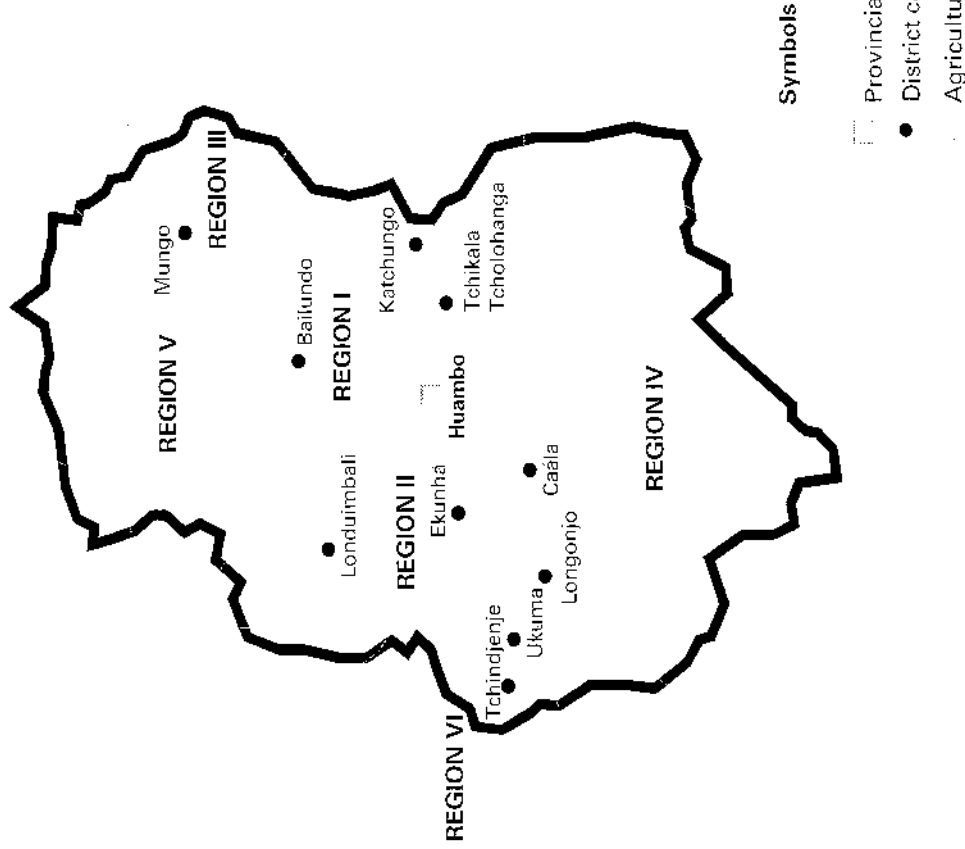 Mungo
REGION V
REGION III
Bailundo
REGION I
Londuimbali
Katchungo
REGION II
Ekunhá
Huambo
REGION VI
Tchikala
Tcholohanga
Tchindjenje
Ukuma
Caála
Longonjo
REGION IV
Symbols
Provincia
District c
Agricultu